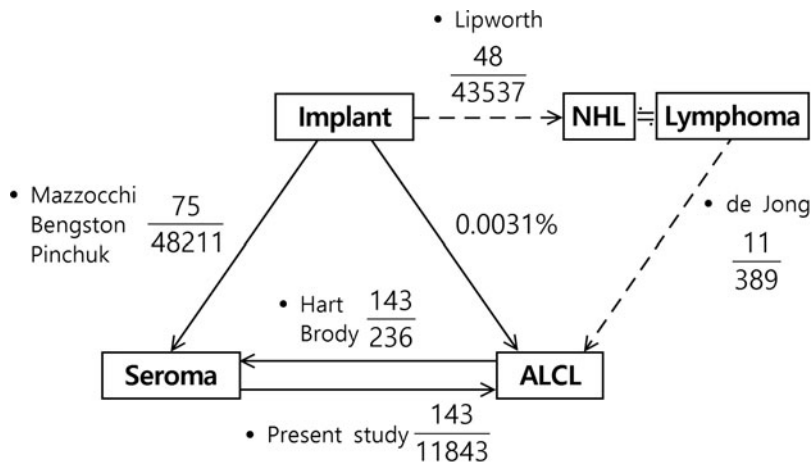 • Lipworth
48
43537
Implant
NHL
≒
Lymphoma
• Mazzocchi
Bengston
Pinchuk
75
48211
0.0031%
• de Jong
11
389
• Hart
Brody
143
236
Seroma
ALCL
• Present study
143
11843